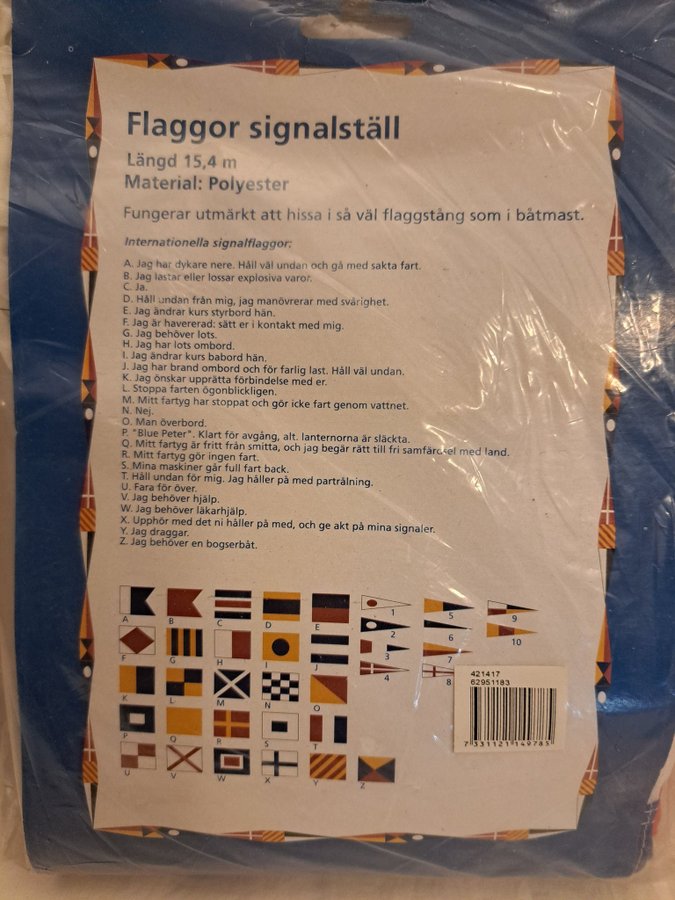 Flaggor signalställ
Längd 15,4 m
Material: Polyester
Fungerar utmärkt att hissa i så väl flaggstång som i båtmast.
Internationella signalflaggor:
A. Jag har dykare nere. Håll väl undan och gå med sakta fart.
B. Jag lastar eller lossar explosiva varor.
C. Ja.
D. Håll undan från mig, jag manövrerar med svårighet.
E. Jag ändrar kurs styrbord hän.
F. Jag är havererad: sätt er i kontakt med mig.
G. Jag behöver lots.
H. Jag har lots ombord.
I. Jag ändrar kurs babord hän.
J. Jag har brand ombord och för farlig last. Håll väl undan.
K. Jag önskar upprätta förbindelse med er.
L. Stoppa farten ögonblickligen.
M. Mitt fartyg har stoppat och gör icke fart genom vattnet.
N. Nej.
O. Man överbord.
P. "Blue Peter". Klart för avgång, alt. lanternorna är släckta.
Q. Mitt fartyg är fritt från smitta, och jag begär rätt till fri samfärdsel med land.
R. Mitt fartyg gör ingen fart.
S. Mina maskiner går full fart back.
T. Håll undan för mig. Jag håller på med partrålning.
U. Fara för över.
V. Jag behöver hjälp.
W. Jag behöver läkarhjälp.
X. Upphör med det ni håller på med, och ge akt på mina signaler.
Y. Jag draggar.
Z. Jag behöver en bogserbåt.
A B C D E 1 5 9
2 6 10
F G H I J 3 7
4 8
K L M N O
P Q R S T
U V W X Y Z
421417
62951183
7 331121 149785